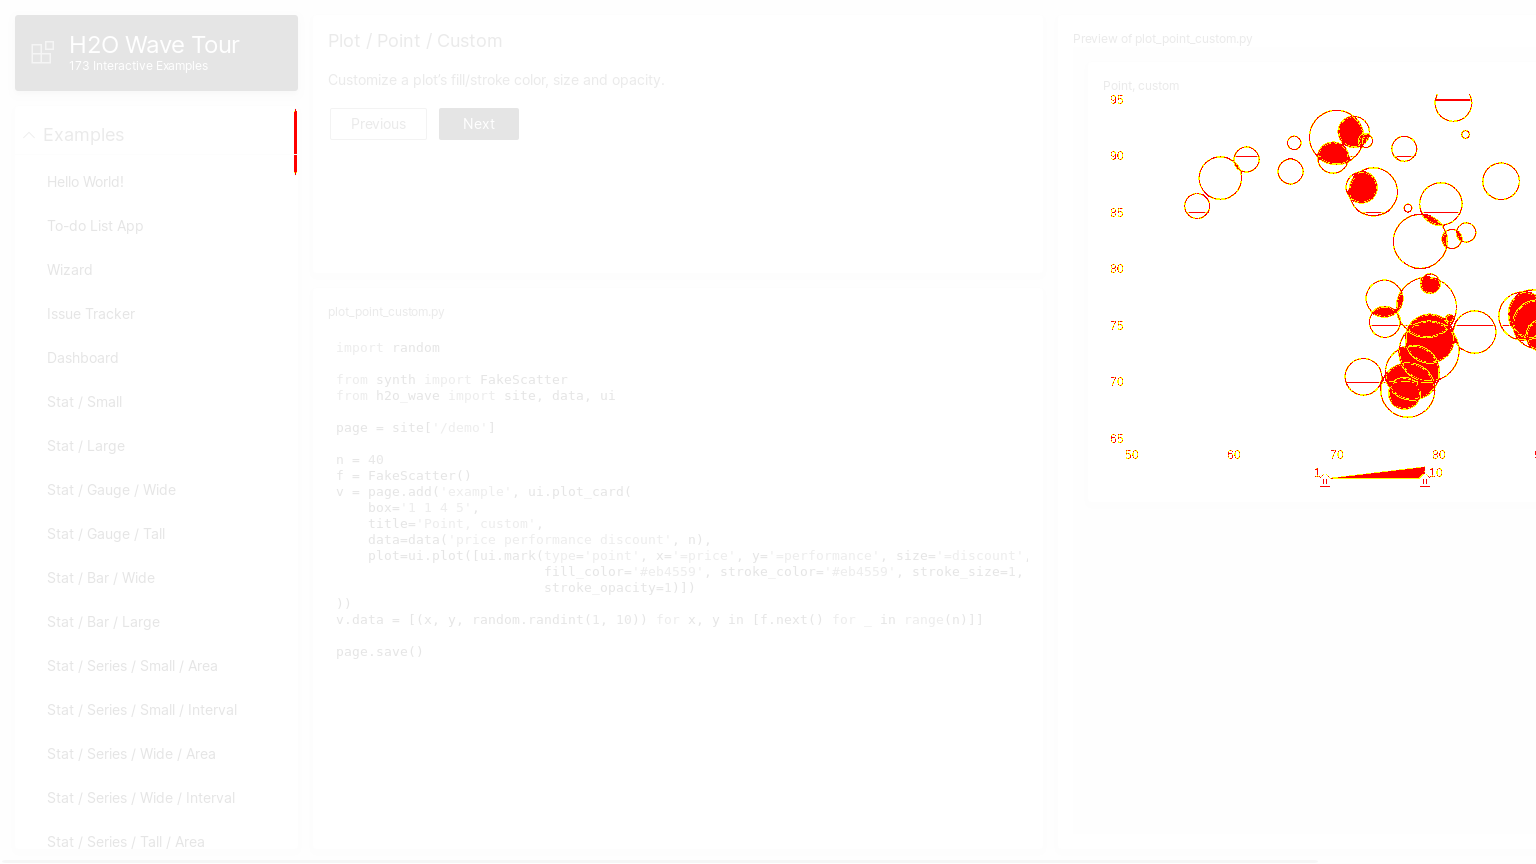 H2O Wave Tour
173 Interactive Examples
Examples
Hello World!
To-do List App
Wizard
Issue Tracker
Dashboard
Stat / Small
Stat / Large
Stat / Gauge / Wide
Stat / Gauge / Tall
Stat / Bar / Wide
Stat / Bar / Large
Stat / Series / Small / Area
Stat / Series / Small / Interval
Stat / Series / Wide / Area
Stat / Series / Wide / Interval
Stat / Series / Tall / Area
Plot / Point / Custom
Customize a plot's fill/stroke color, size and opacity.
Previous Next
plot_point_custom.py
import random
from synth import FakeScatter
from h2o_wave import site, data, ui
page = site['/demo']
n = 40
f = FakeScatter()
v = page.add('example', ui.plot_card(
box='1 1 4 5',
title='Point, custom',
data=data('price performance discount', n),
plot=ui.plot([ui.mark(type='point', x='=price', y='=performance', size='=discount',
fill_color='#eb4559', stroke_color='#eb4559', stroke_size=1,
stroke_opacity=1)])
))
v.data = [(x, y, random.randint(1, 10)) for x, y in [f.next() for _ in range(n)]]
page.save()
Preview of plot_point_custom.py
Point, custom
95
90
85
80
75
70
65
50 60 70 80
1 10